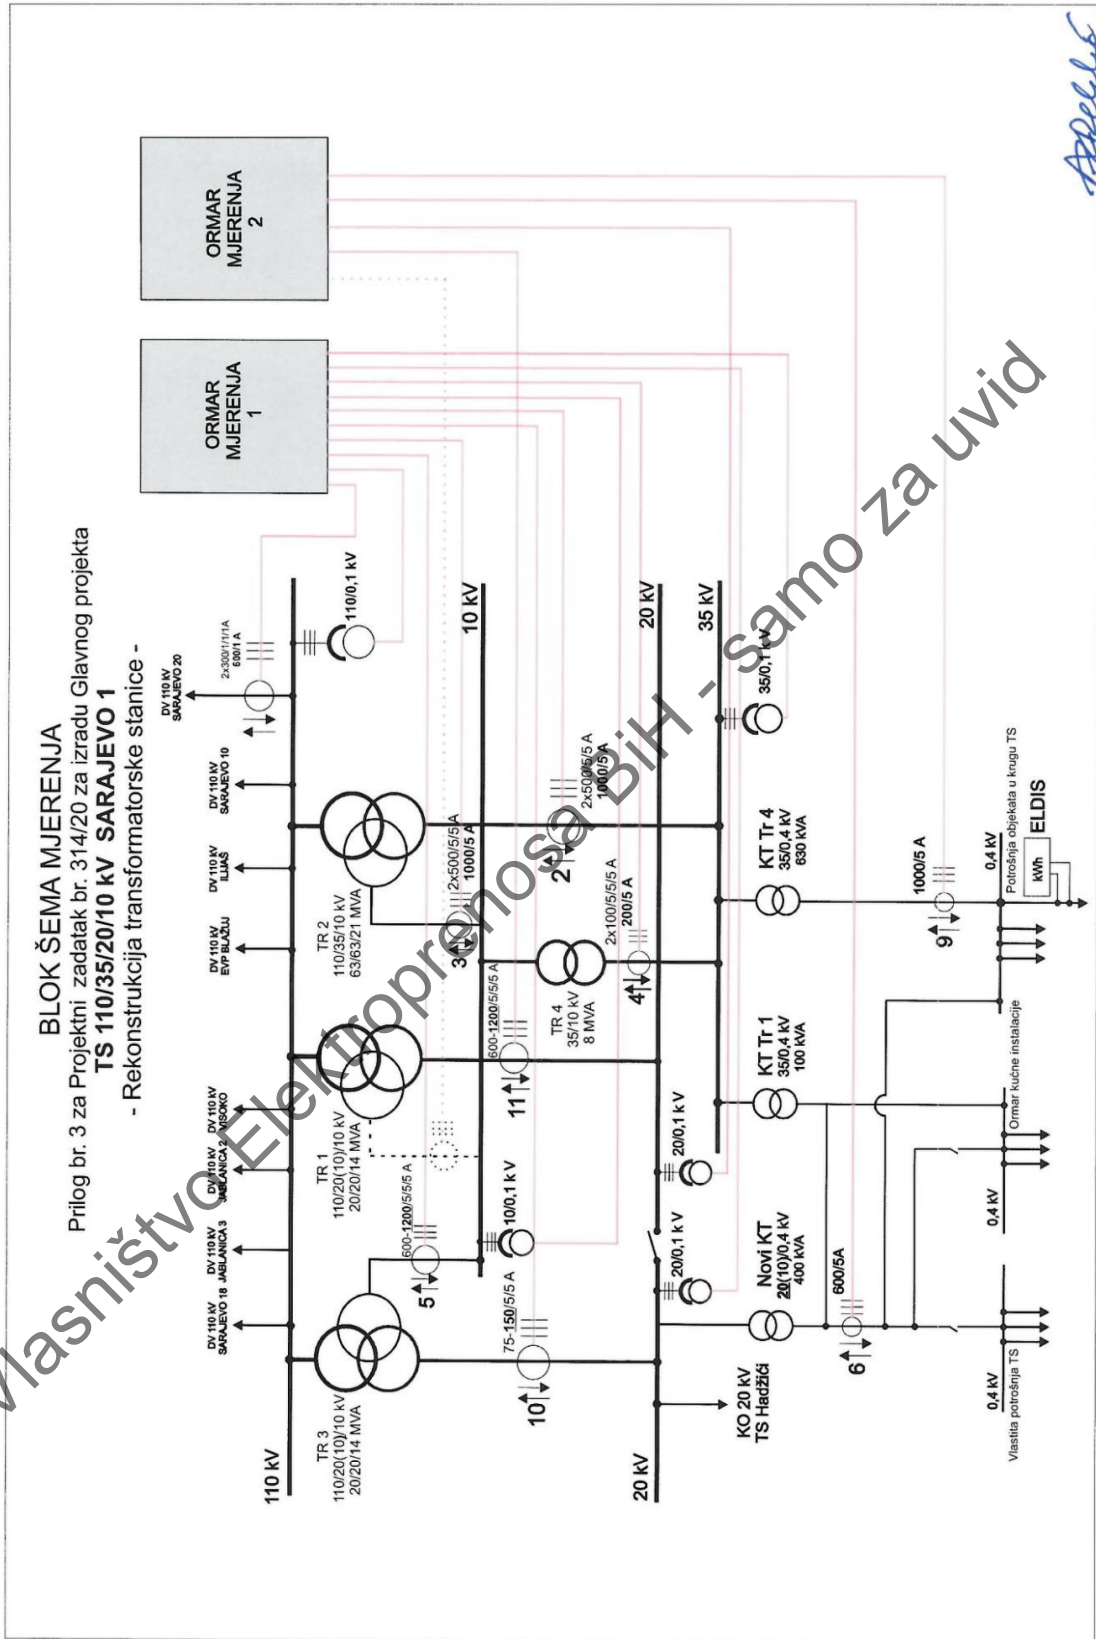 BLOK ŠEMA MJERENJA
Prilog br. 3 za Projektni zadatak br. 314/20 za izradu Glavnog projekta
TS 110/35/20/10 kV SARAJEVO 1
- Rekonstrukcija transformatorske stanice -
ORMAR
MJERENJA
1
ORMAR
MJERENJA
2
DV 110 kV
SARAJEVO 18
DV 110 kV
JABLANICA 3
DV 110 kV
JABLANICA 2
DV 110 kV
VISOKO
DV 110 kV
EVP BLAŽUJ
DV 110 kV
ILIJAŠ
DV 110 kV
SARAJEVO 10
DV 110 kV
SARAJEVO 20
2x300/1/1/1A
600/1 A
110 kV
110/0,1 kV
TR 3
110/20(10)/10 kV
20/20/14 MVA
TR 1
110/20(10)/10 kV
20/20/14 MVA
TR 2
110/35/10 kV
63/63/21 MVA
600-1200/5/5/5 A
5
2x500/5/5 A
1000/5 A
3
10 kV
10/0,1 kV
75-150/5/5 A
10
600-1200/5/5/5 A
11
TR 4
35/10 kV
8 MVA
2x500/5/5 A
1000/5 A
2
2x100/5/5/5 A
200/5 A
4
20 kV
20 kV
20/0,1 kV
20/0,1 kV
35 kV
35/0,1 kV
KO 20 kV
TS Hadžići
Novi KT
20(10)/0,4 kV
400 kVA
KT Tr 1
35/0,4 kV
100 kVA
KT Tr 4
35/0,4 kV
630 kVA
600/5A
6
1000/5 A
9
0,4 kV
Vlastita potrošnja TS
0,4 kV
Ormar kućne instalacije
0,4 kV
Potrošnja objekata u krugu TS
kWh
ELDIS
Vlasništvo Elektroprenosa BiH - samo za uvid